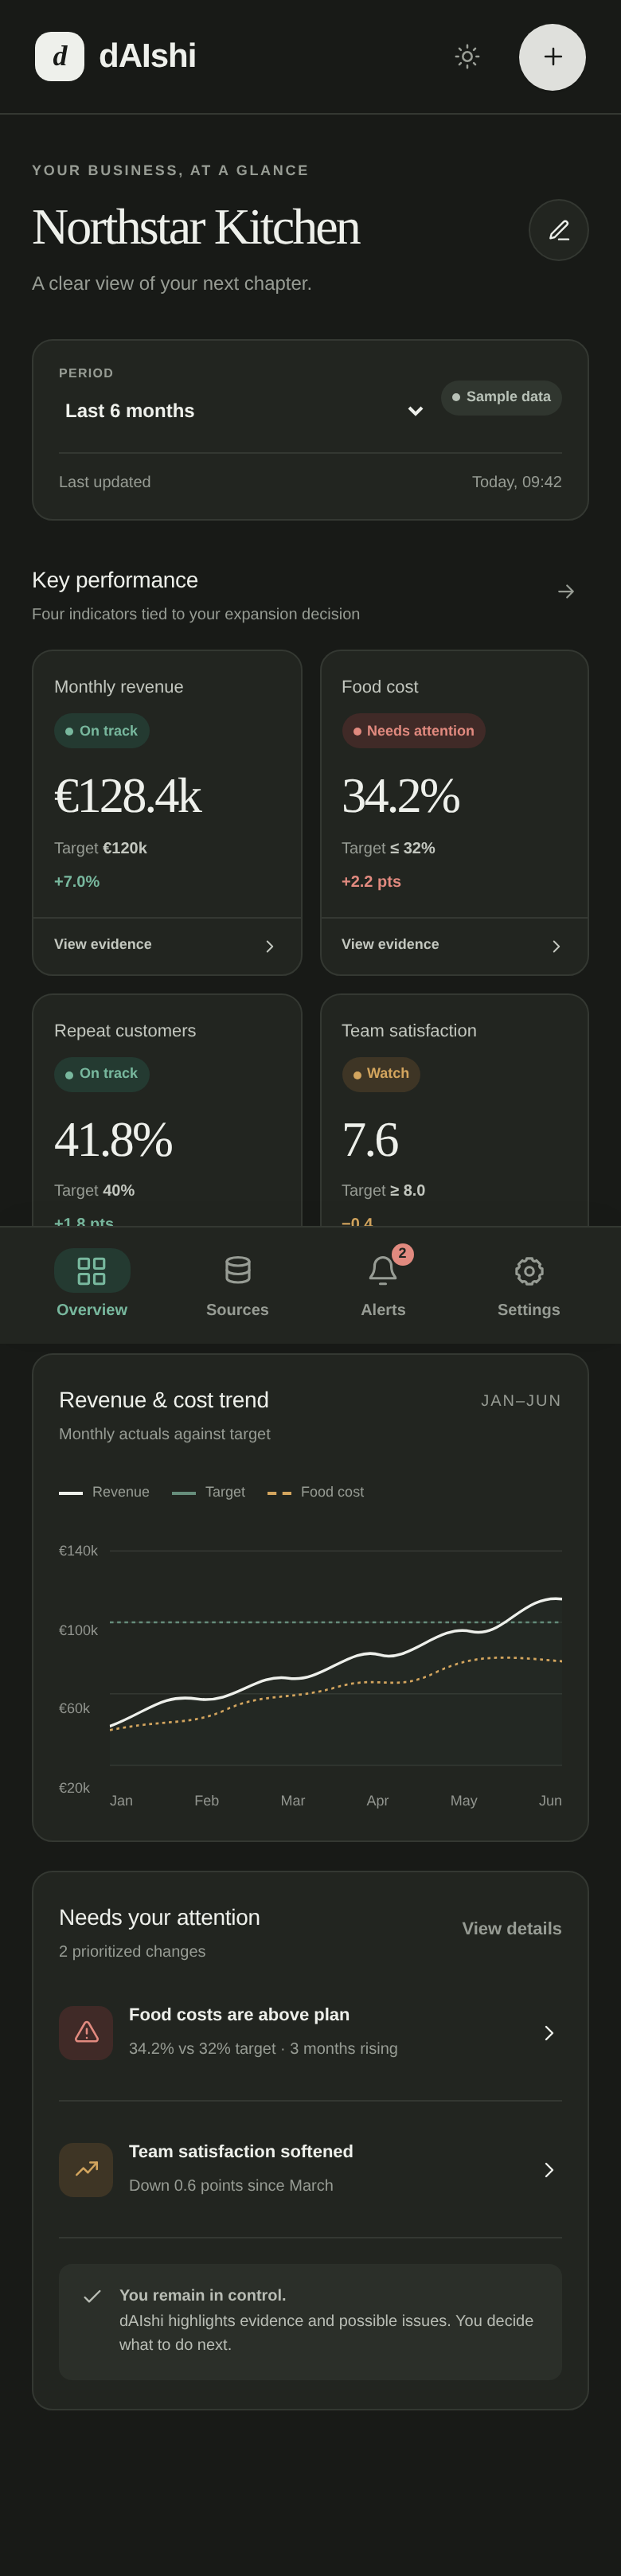 d dAIshi
YOUR BUSINESS, AT A GLANCE
Northstar Kitchen
A clear view of your next chapter.
PERIOD
Last 6 months
Sample data
Last updated
Today, 09:42
Key performance
Four indicators tied to your expansion decision
Monthly revenue
On track
€128.4k
Target €120k
+7.0%
View evidence
Food cost
Needs attention
34.2%
Target ≤ 32%
+2.2 pts
View evidence
Repeat customers
On track
41.8%
Target 40%
+1.8 pts
Team satisfaction
Watch
7.6
Target ≥ 8.0
−0.4
Overview
Sources
2
Alerts
Settings
Revenue & cost trend
JAN–JUN
Monthly actuals against target
Revenue
Target
Food cost
€140k
€100k
€60k
€20k
Jan
Feb
Mar
Apr
May
Jun
Needs your attention
View details
2 prioritized changes
Food costs are above plan
34.2% vs 32% target · 3 months rising
Team satisfaction softened
Down 0.6 points since March
You remain in control.
dAIshi highlights evidence and possible issues. You decide
what to do next.